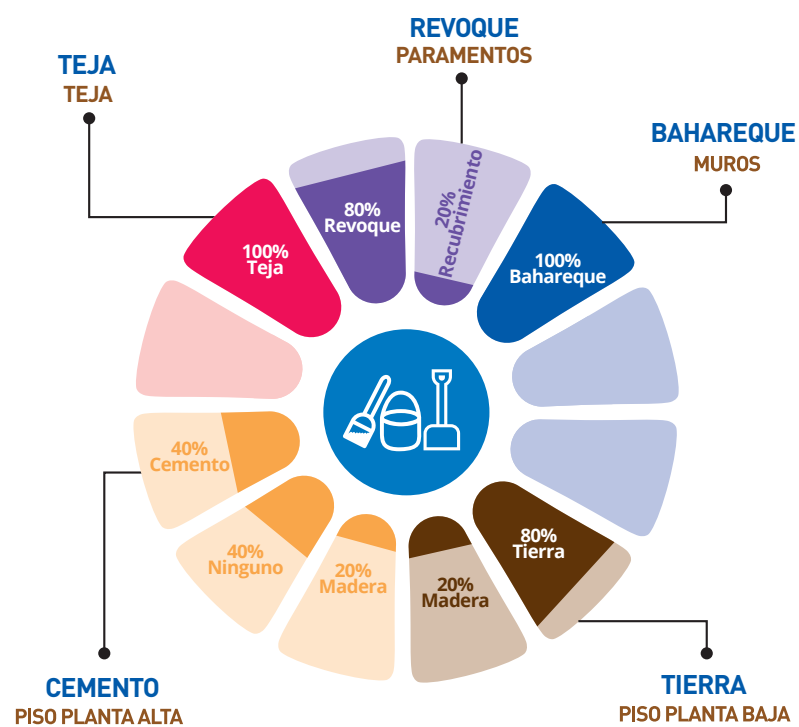 REVOQUE
PARAMENTOS
TEJA
TEJA
BAHAREQUE
MUROS
80%
Revoque
20%
Recubrimiento
100%
Teja
100%
Bahareque
40%
Cemento
40%
Ninguno
20%
Madera
20%
Madera
80%
Tierra
CEMENTO
PISO PLANTA ALTA
TIERRA
PISO PLANTA BAJA